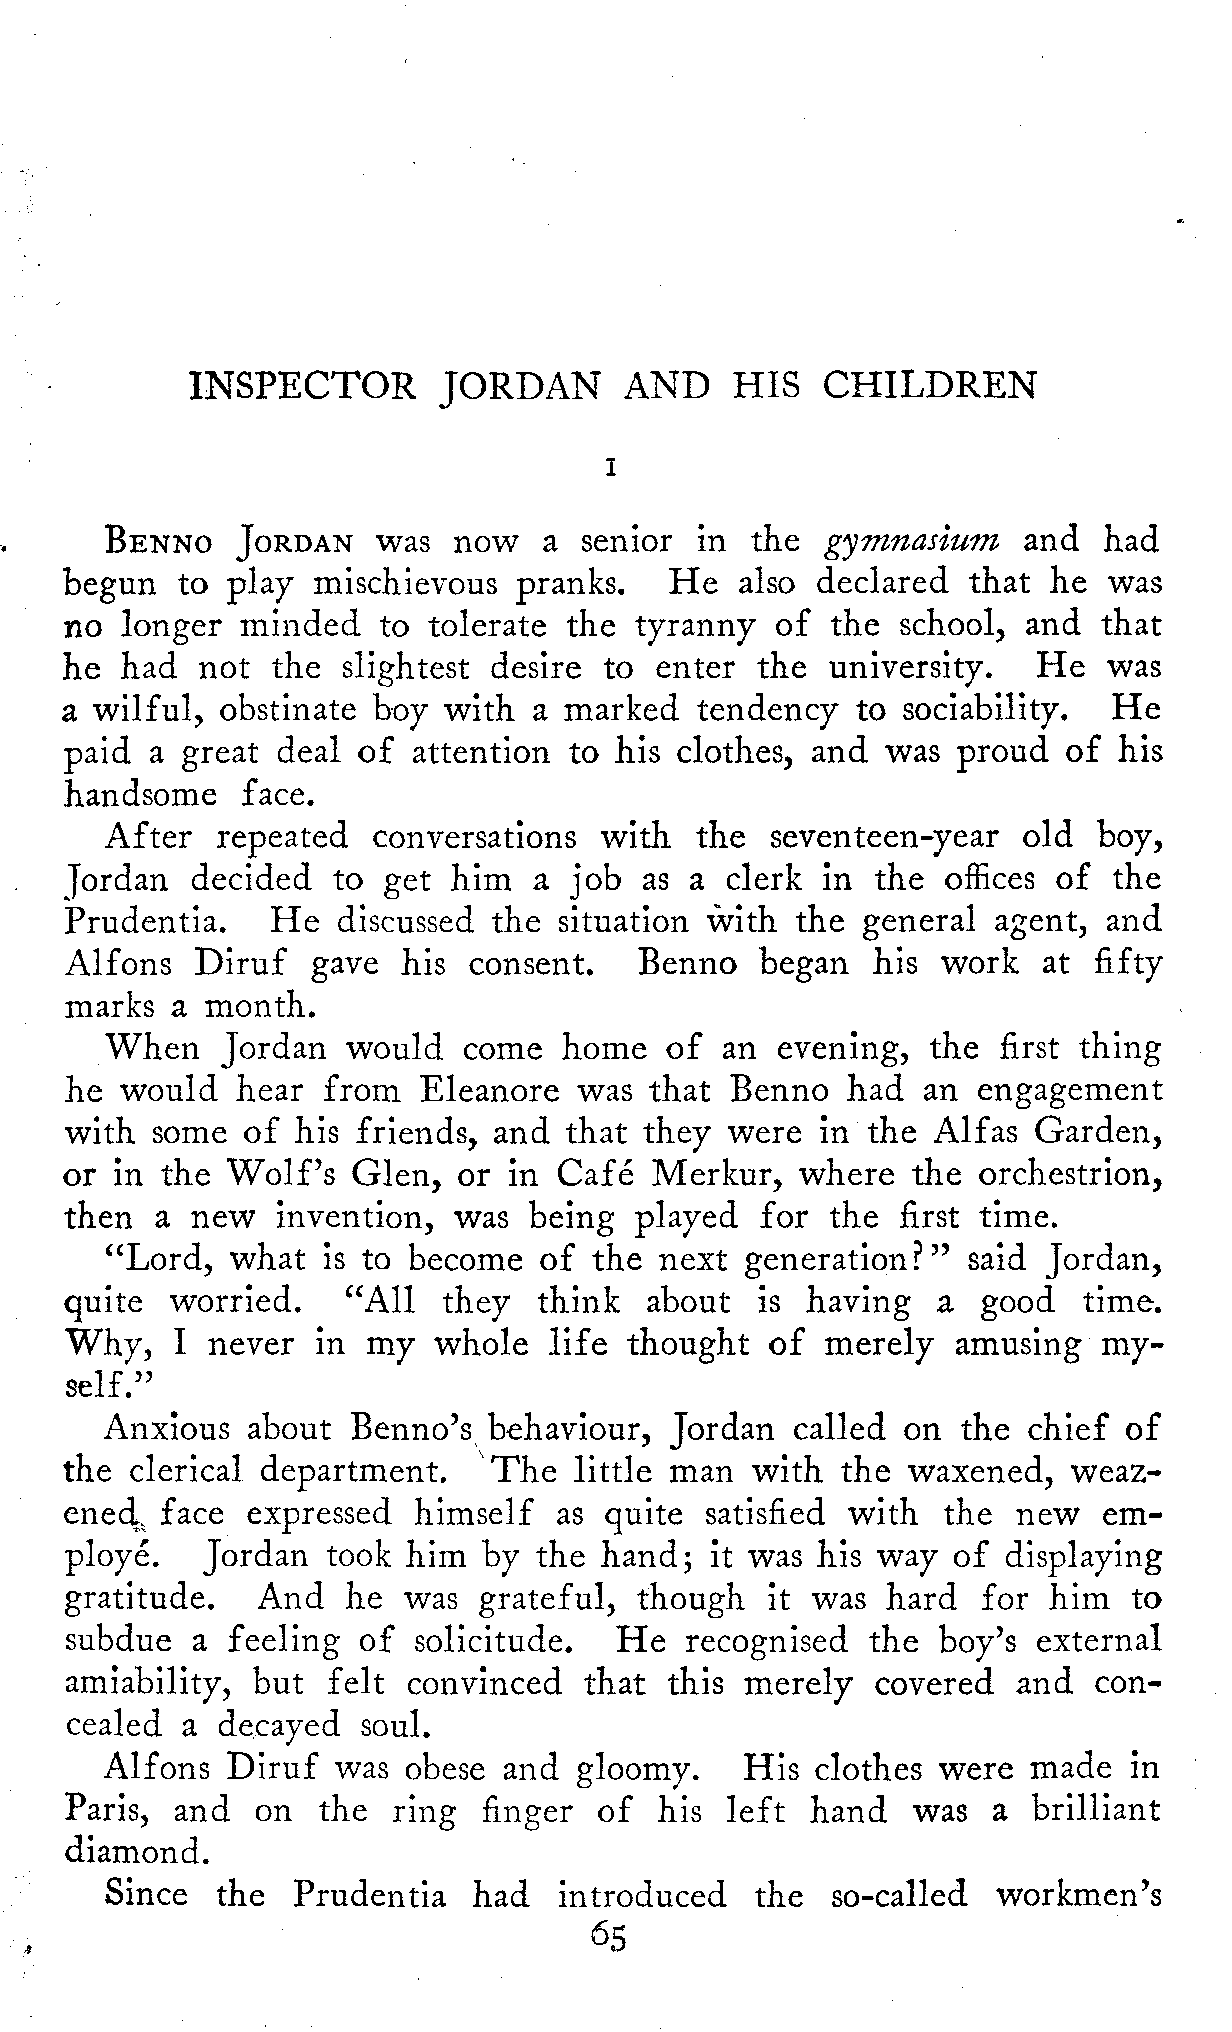 INSPECTOR JORDAN AND HIS CHILDREN
I
BENNO JORDAN was now a senior in the gymnasium and had
begun to play mischievous pranks. He also declared that he was
no longer minded to tolerate the tyranny of the school, and that
he had not the slightest desire to enter the university. He was
a wilful, obstinate boy with a marked tendency to sociability. He
paid a great deal of attention to his clothes, and was proud of his
handsome face.
After repeated conversations with the seventeen-year old boy,
Jordan decided to get him a job as a clerk in the offices of the
Prudentia. He discussed the situation with the general agent, and
Alfons Diruf gave his consent. Benno began his work at fifty
marks a month.
When Jordan would come home of an evening, the first thing
he would hear from Eleanore was that Benno had an engagement
with some of his friends, and that they were in the Alfas Garden,
or in the Wolf's Glen, or in Café Merkur, where the orchestrion,
then a new invention, was being played for the first time.
"Lord, what is to become of the next generation?" said Jordan,
quite worried. "All they think about is having a good time.
Why, I never in my whole life thought of merely amusing my-
self."
Anxious about Benno's behaviour, Jordan called on the chief of
the clerical department. The little man with the waxened, weaz-
ened face expressed himself as quite satisfied with the new em-
ployé. Jordan took him by the hand; it was his way of displaying
gratitude. And he was grateful, though it was hard for him to
subdue a feeling of solicitude. He recognised the boy's external
amiability, but felt convinced that this merely covered and con-
cealed a decayed soul.
Alfons Diruf was obese and gloomy. His clothes were made in
Paris, and on the ring finger of his left hand was a brilliant
diamond.
Since the Prudentia had introduced the so-called workmen's
65